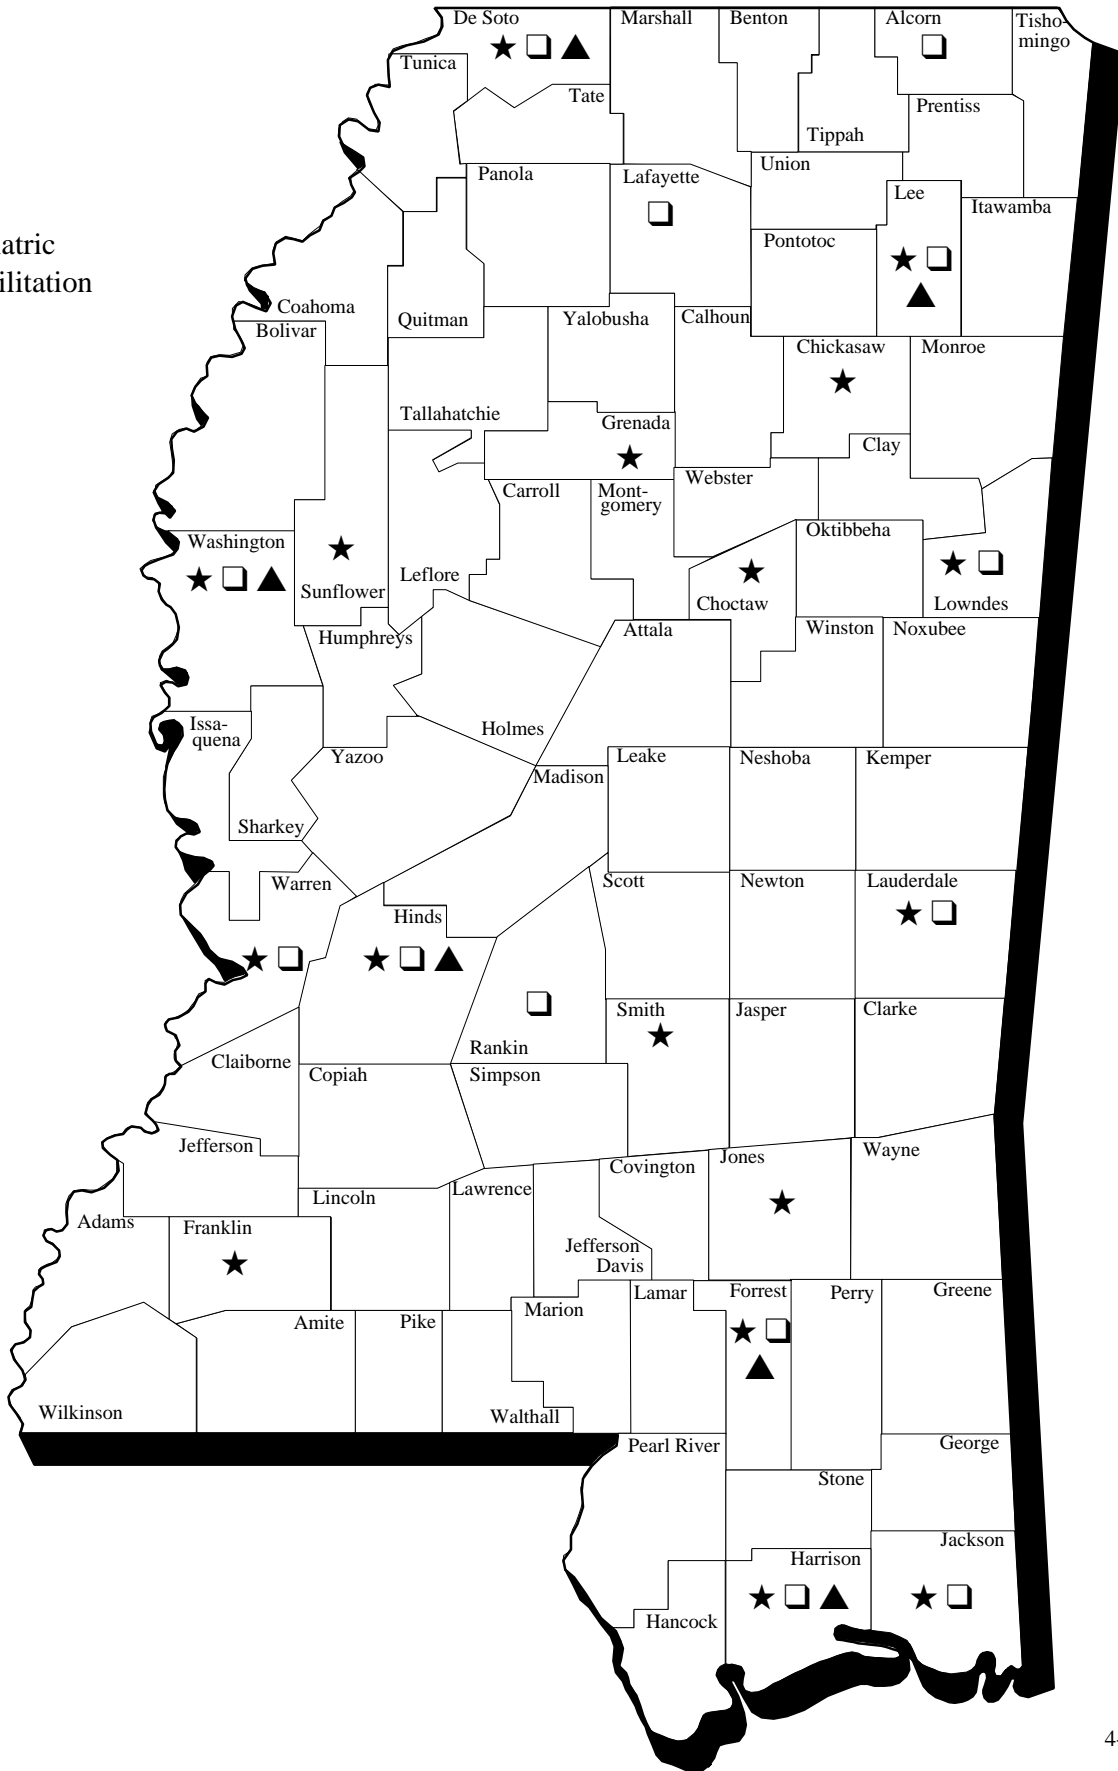 De Soto
Marshall
Benton
Alcorn
Tisho-
mingo
Tunica
Tate
Prentiss
Tippah
Union
Panola
Lafayette
Lee
Itawamba
atric
ilitation
Pontotoc
Coahoma
Quitman
Yalobusha
Calhoun
Bolivar
Chickasaw
Monroe
Tallahatchie
Grenada
Clay
Webster
Carroll
Mont-
gomery
Oktibbeha
Washington
Sunflower
Leflore
Choctaw
Lowndes
Humphreys
Attala
Winston
Noxubee
Issa-
quena
Holmes
Yazoo
Madison
Leake
Neshoba
Kemper
Sharkey
Warren
Scott
Newton
Lauderdale
Hinds
Smith
Jasper
Clarke
Rankin
Claiborne
Copiah
Simpson
Jefferson
Covington
Jones
Wayne
Lincoln
Lawrence
Adams
Franklin
Jefferson
Davis
Lamar
Forrest
Perry
Greene
Amite
Pike
Marion
Wilkinson
Walthall
Pearl River
George
Stone
Jackson
Harrison
Hancock
4-